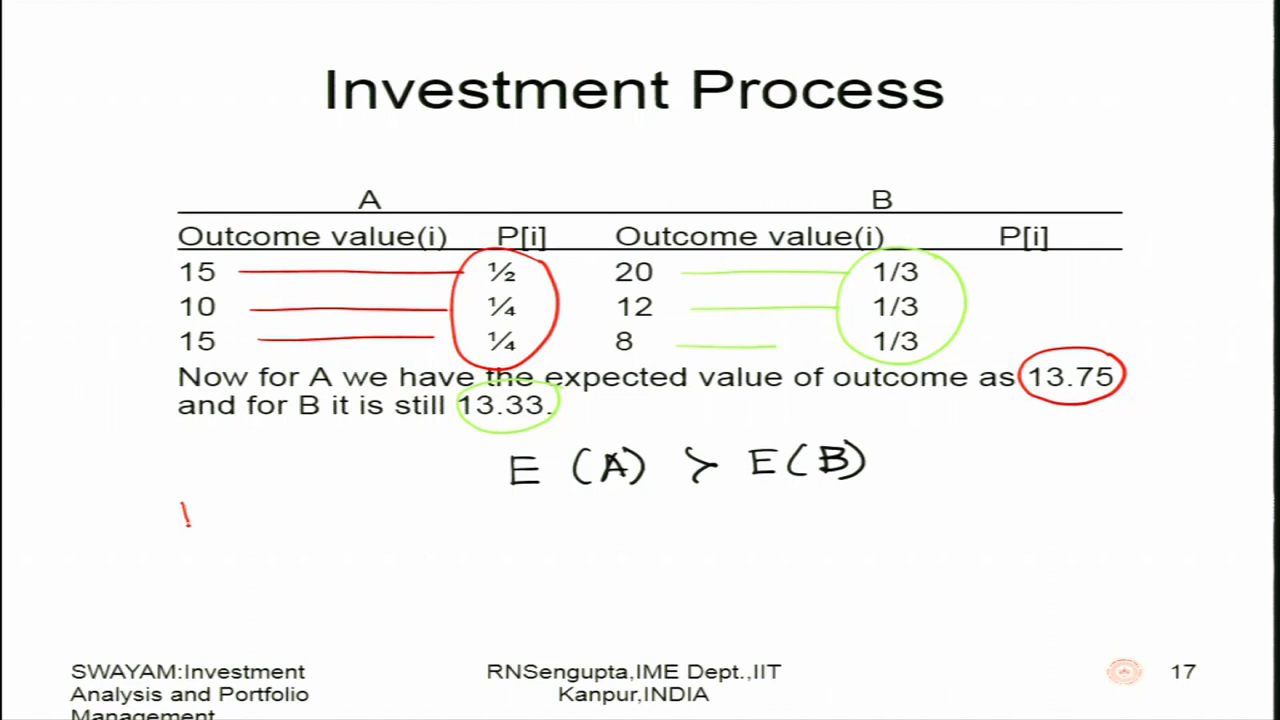 Investment Process
A B
Outcome value(i) P[i] Outcome value(i) P[i]
15 ½ 20 1/3
10 ¼ 12 1/3
15 ¼ 8 1/3
Now for A we have the expected value of outcome as 13.75
and for B it is still 13.33.
E (A) > E(B)
SWAYAM:Investment
Analysis and Portfolio
Management
RNSengupta,IME Dept.,IIT
Kanpur,INDIA
17